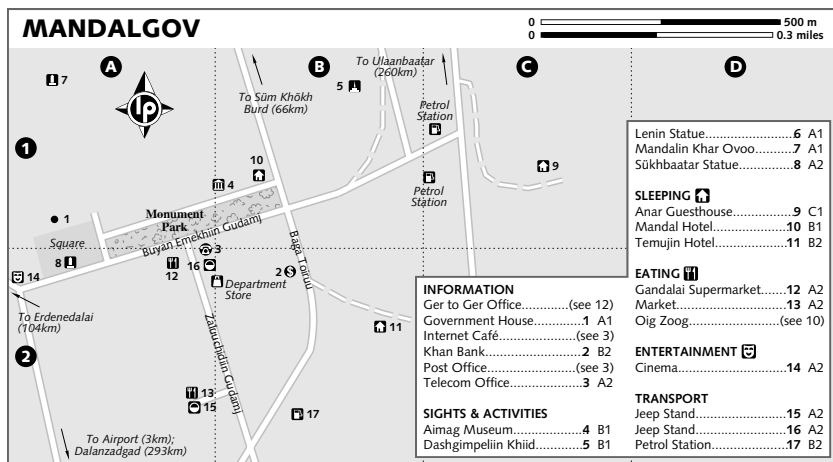 MANDALGOV
0 500 m
0 0.3 miles
A
B
C
D
1
2
7
lp
To Süm Khökh
Burd (66km)
To Ulaanbaatar
(260km)
5
Petrol
Station
Petrol
Station
9
10
4
1
Monument
Park
Square
Buyan Emekhiin Gudamj
Baga Toiruu
3
8
12
16
2
Department
Store
14
To Erdenedalai
(104km)
Zaluuchidiin Gudamj
11
13
15
17
To Airport (3km);
Dalanzadgad (293km)
INFORMATION
Ger to Ger Office..............(see 12)
Government House..........1 A1
Internet Café.....................(see 3)
Khan Bank.........................2 B2
Post Office.........................(see 3)
Telecom Office..................3 A2
SIGHTS & ACTIVITIES
Aimag Museum.................4 B1
Dashgimpeliin Khiid..........5 B1
Lenin Statue.......................6 A1
Mandalin Khar Ovoo..........7 A1
Sükhbaatar Statue..............8 A2
SLEEPING
Anar Guesthouse................9 C1
Mandal Hotel....................10 B1
Temujin Hotel...................11 B2
EATING
Gandalai Supermarket......12 A2
Market..............................13 A2
Oig Zoog.........................(see 10)
ENTERTAINMENT
Cinema.............................14 A2
TRANSPORT
Jeep Stand........................15 A2
Jeep Stand........................16 A2
Petrol Station....................17 B2